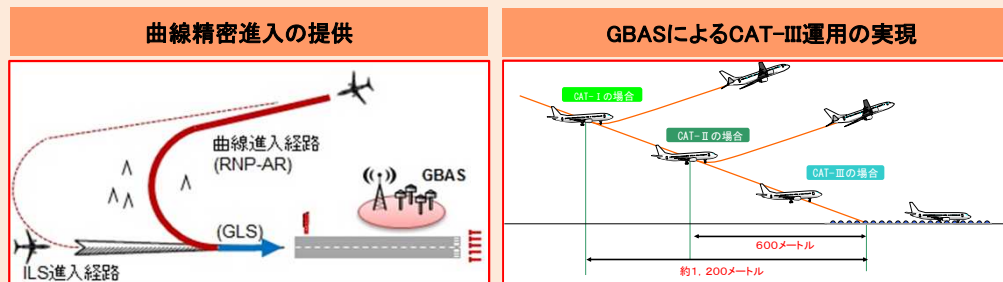 曲線精密進入の提供
曲線進入経路
(RNP-AR)
GBAS
(GLS)
ILS進入経路
GBASによるCAT-Ⅲ運用の実現
CAT-Ⅰの場合
CAT-Ⅱの場合
CAT-Ⅲの場合
600メートル
約1，200メートル